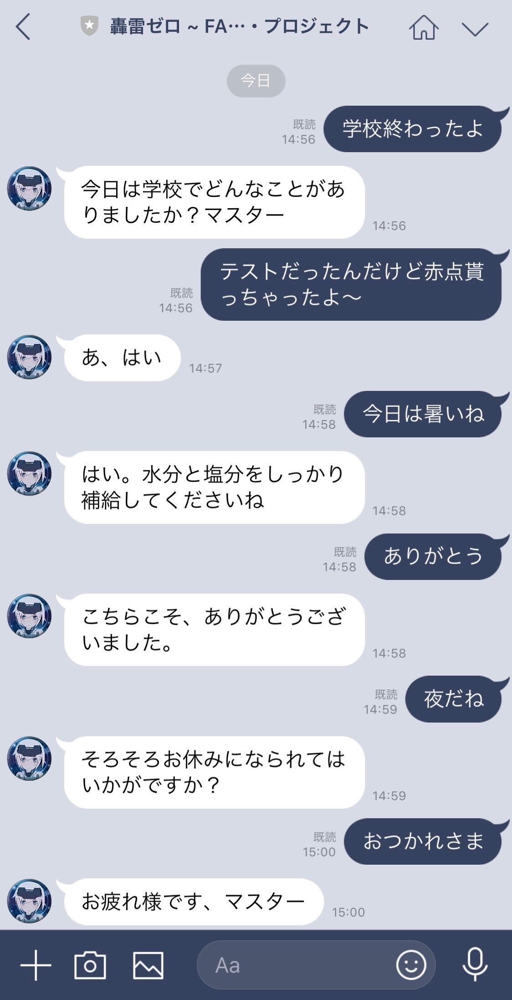 轟雷ゼロ ~ FA…・プロジェクト
今日
学校終わったよ
既読
14:56
今日は学校でどんなことがあ
りましたか？マスター
14:56
テストだったんだけど赤点貰
っちゃったよ〜
既読
14:56
あ、はい
14:57
今日は暑いね
既読
14:58
はい。水分と塩分をしっかり
補給してくださいね
14:58
ありがとう
既読
14:58
こちらこそ、ありがとうござ
いました。
14:58
夜だね
既読
14:59
そろそろお休みになられては
いかがですか？
14:59
おつかれさま
既読
15:00
お疲れ様です、マスター
15:00
Aa